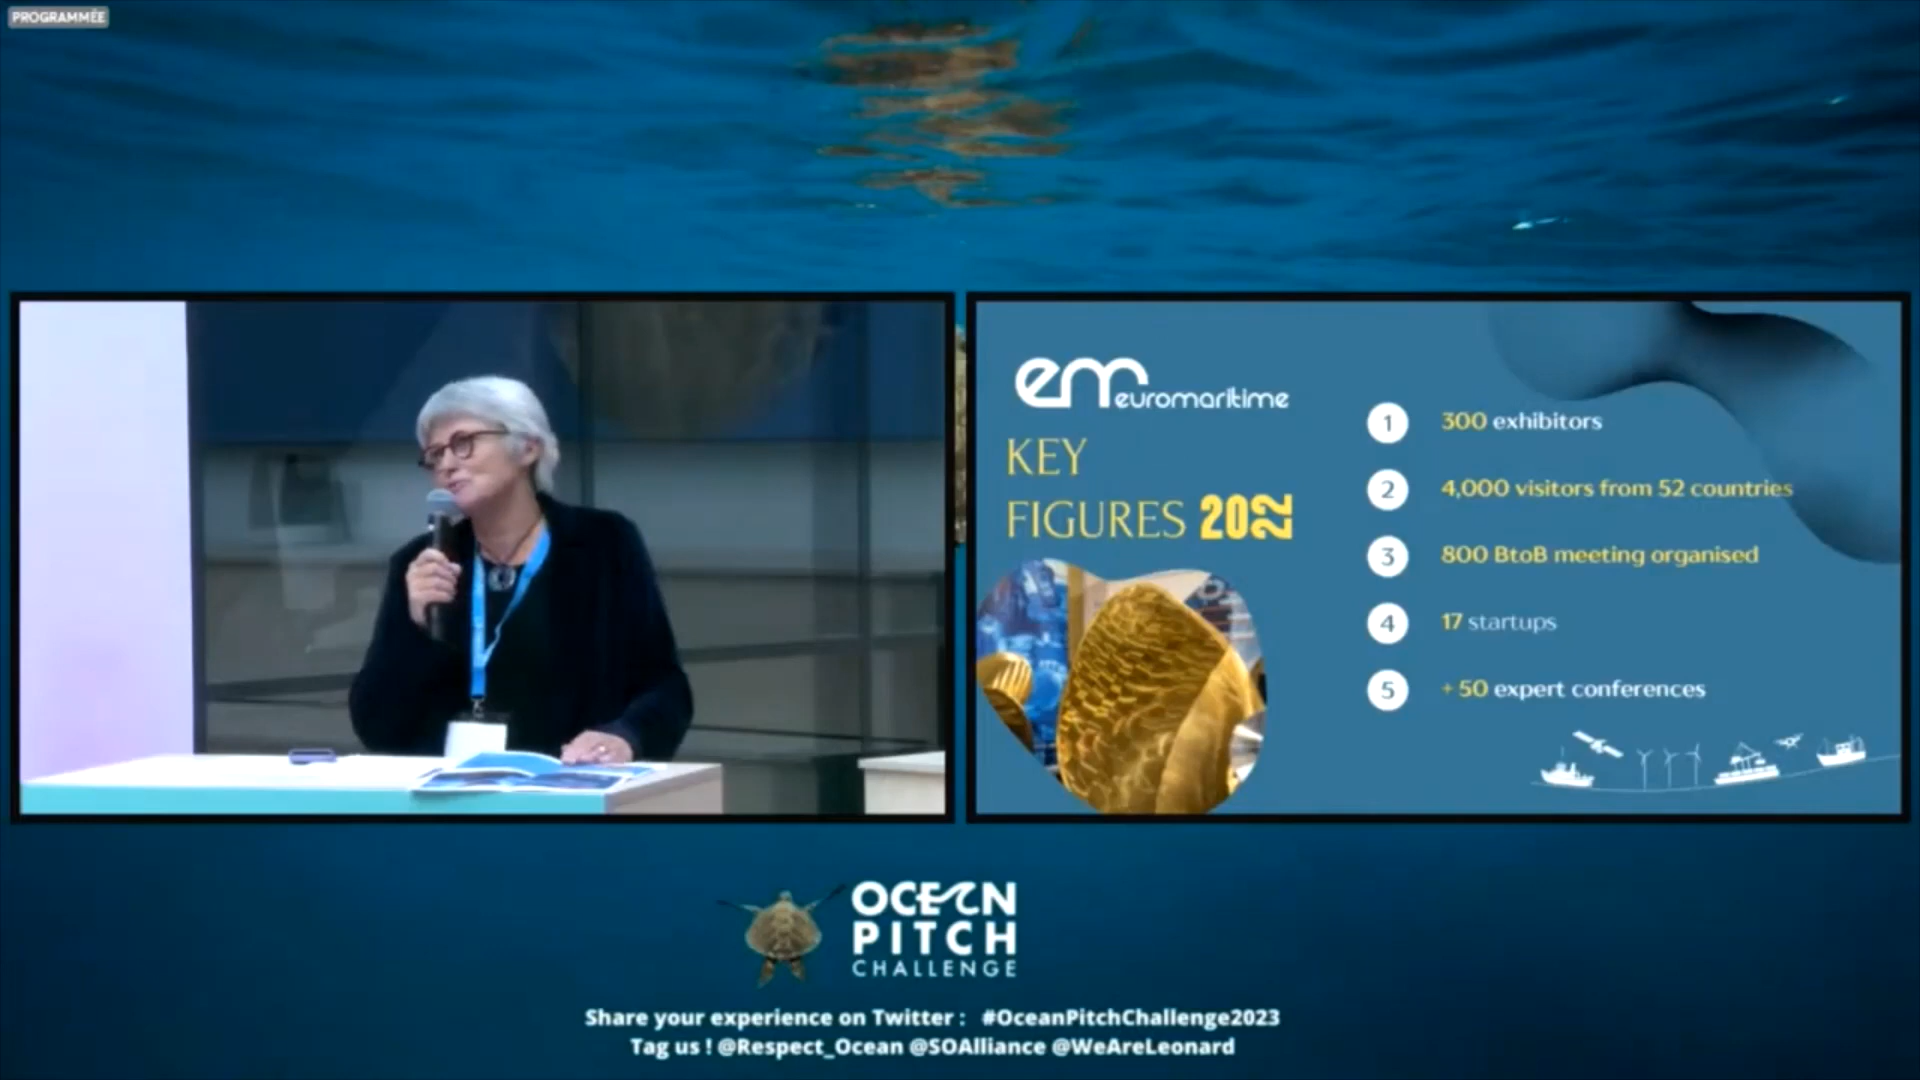 PROGRAMMÉE
em euromaritime
KEY
FIGURES 2022
1 300 exhibitors
2 4,000 visitors from 52 countries
3 800 BtoB meeting organised
4 17 startups
5 + 50 expert conferences
OCEAN
PITCH
CHALLENGE
Share your experience on Twitter : #OceanPitchChallenge2023
Tag us ! @Respect_Ocean @SOAlliance @WeAreLeonard